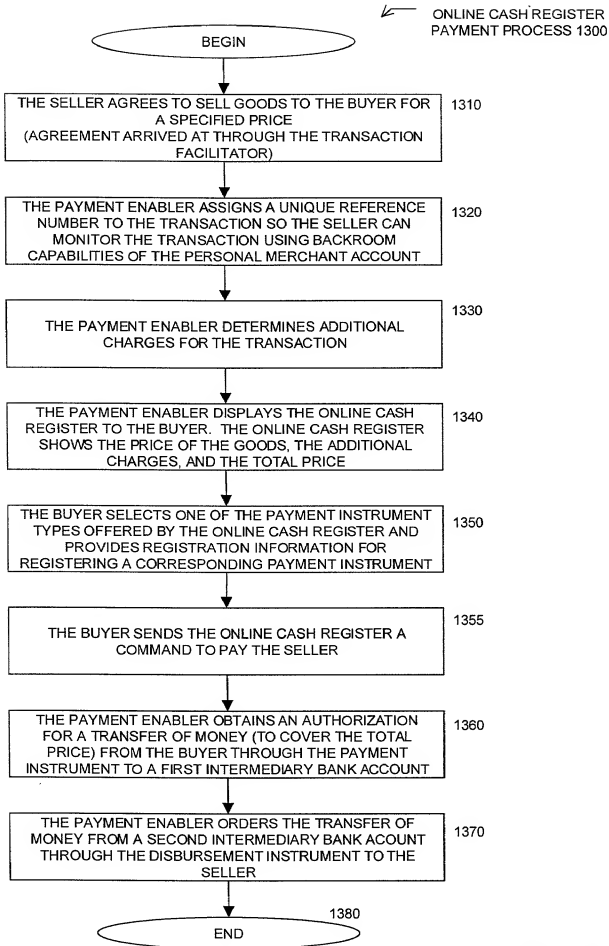 ONLINE CASH REGISTER
PAYMENT PROCESS 1300
BEGIN
THE SELLER AGREES TO SELL GOODS TO THE BUYER FOR
A SPECIFIED PRICE
(AGREEMENT ARRIVED AT THROUGH THE TRANSACTION
FACILITATOR)
1310
THE PAYMENT ENABLER ASSIGNS A UNIQUE REFERENCE
NUMBER TO THE TRANSACTION SO THE SELLER CAN
MONITOR THE TRANSACTION USING BACKROOM
CAPABILITIES OF THE PERSONAL MERCHANT ACCOUNT
1320
THE PAYMENT ENABLER DETERMINES ADDITIONAL
CHARGES FOR THE TRANSACTION
1330
THE PAYMENT ENABLER DISPLAYS THE ONLINE CASH
REGISTER TO THE BUYER. THE ONLINE CASH REGISTER
SHOWS THE PRICE OF THE GOODS, THE ADDITIONAL
CHARGES, AND THE TOTAL PRICE
1340
THE BUYER SELECTS ONE OF THE PAYMENT INSTRUMENT
TYPES OFFERED BY THE ONLINE CASH REGISTER AND
PROVIDES REGISTRATION INFORMATION FOR
REGISTERING A CORRESPONDING PAYMENT INSTRUMENT
1350
THE BUYER SENDS THE ONLINE CASH REGISTER A
COMMAND TO PAY THE SELLER
1355
THE PAYMENT ENABLER OBTAINS AN AUTHORIZATION
FOR A TRANSFER OF MONEY (TO COVER THE TOTAL
PRICE) FROM THE BUYER THROUGH THE PAYMENT
INSTRUMENT TO A FIRST INTERMEDIARY BANK ACCOUNT
1360
THE PAYMENT ENABLER ORDERS THE TRANSFER OF
MONEY FROM A SECOND INTERMEDIARY BANK ACOUNT
THROUGH THE DISBURSEMENT INSTRUMENT TO THE
SELLER
1370
1380
END